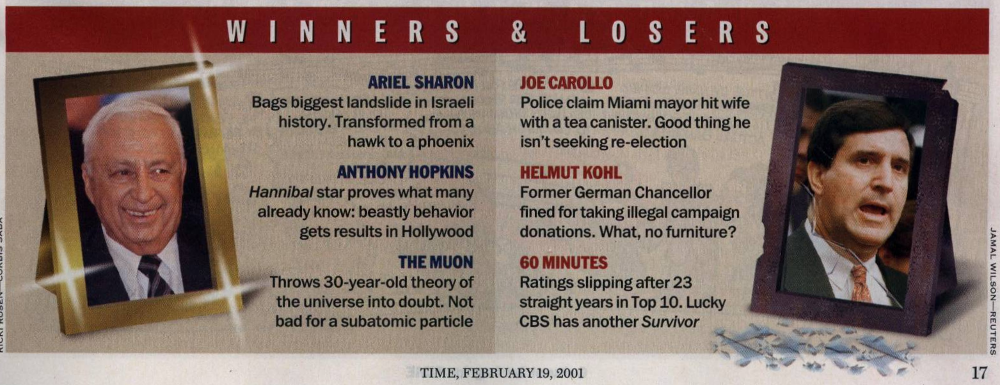 WINNERS & LOSERS
ARIEL SHARON
Bags biggest landslide in Israeli
history. Transformed from a
hawk to a phoenix
ANTHONY HOPKINS
Hannibal star proves what many
already know: beastly behavior
gets results in Hollywood
THE MUON
Throws 30-year-old theory of
the universe into doubt. Not
bad for a subatomic particle
JOE CAROLLO
Police claim Miami mayor hit wife
with a tea canister. Good thing he
isn't seeking re-election
HELMUT KOHL
Former German Chancellor
fined for taking illegal campaign
donations. What, no furniture?
60 MINUTES
Ratings slipping after 23
straight years in Top 10. Lucky
CBS has another Survivor
JAMAL WILSON—REUTERS
TIME, FEBRUARY 19, 2001
17